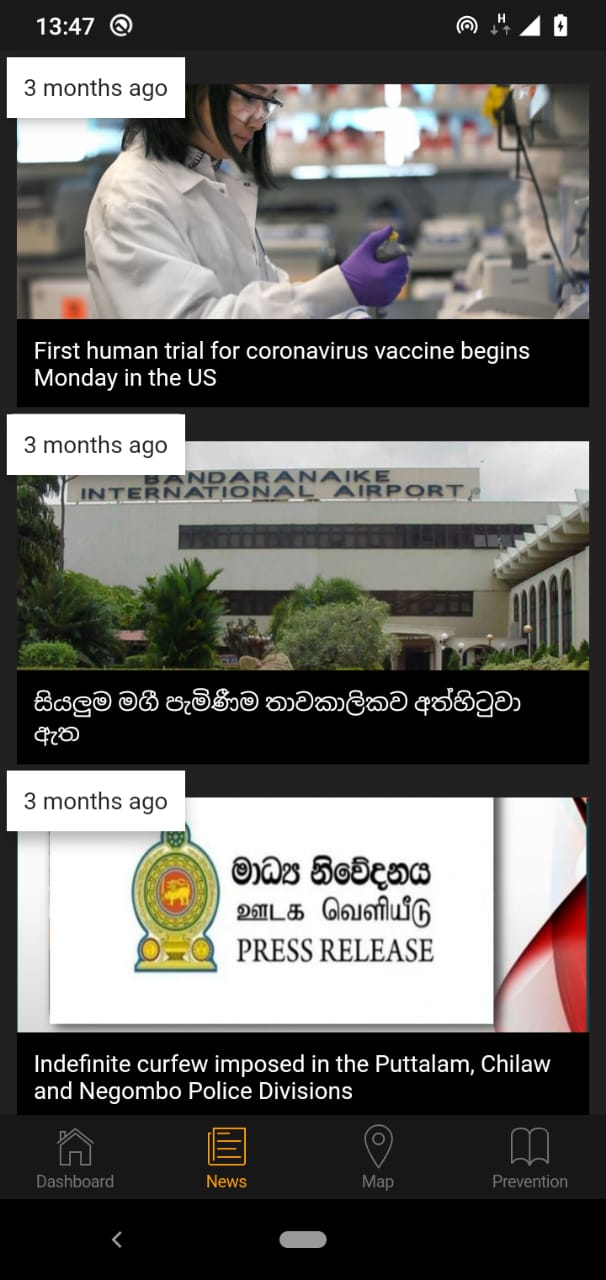 13:47
H
3 months ago
First human trial for coronavirus vaccine begins
Monday in the US
3 months ago
BANDARANAIKE
INTERNATIONAL AIRPORT
සියලුම මගී පැමිණීම තාවකාලිකව අත්හිටුවා
ඇත
3 months ago
මාධ්‍ය නිවේදනය
ஊடக வெளியீடு
PRESS RELEASE
Indefinite curfew imposed in the Puttalam, Chilaw
and Negombo Police Divisions
Dashboard
News
Map
Prevention